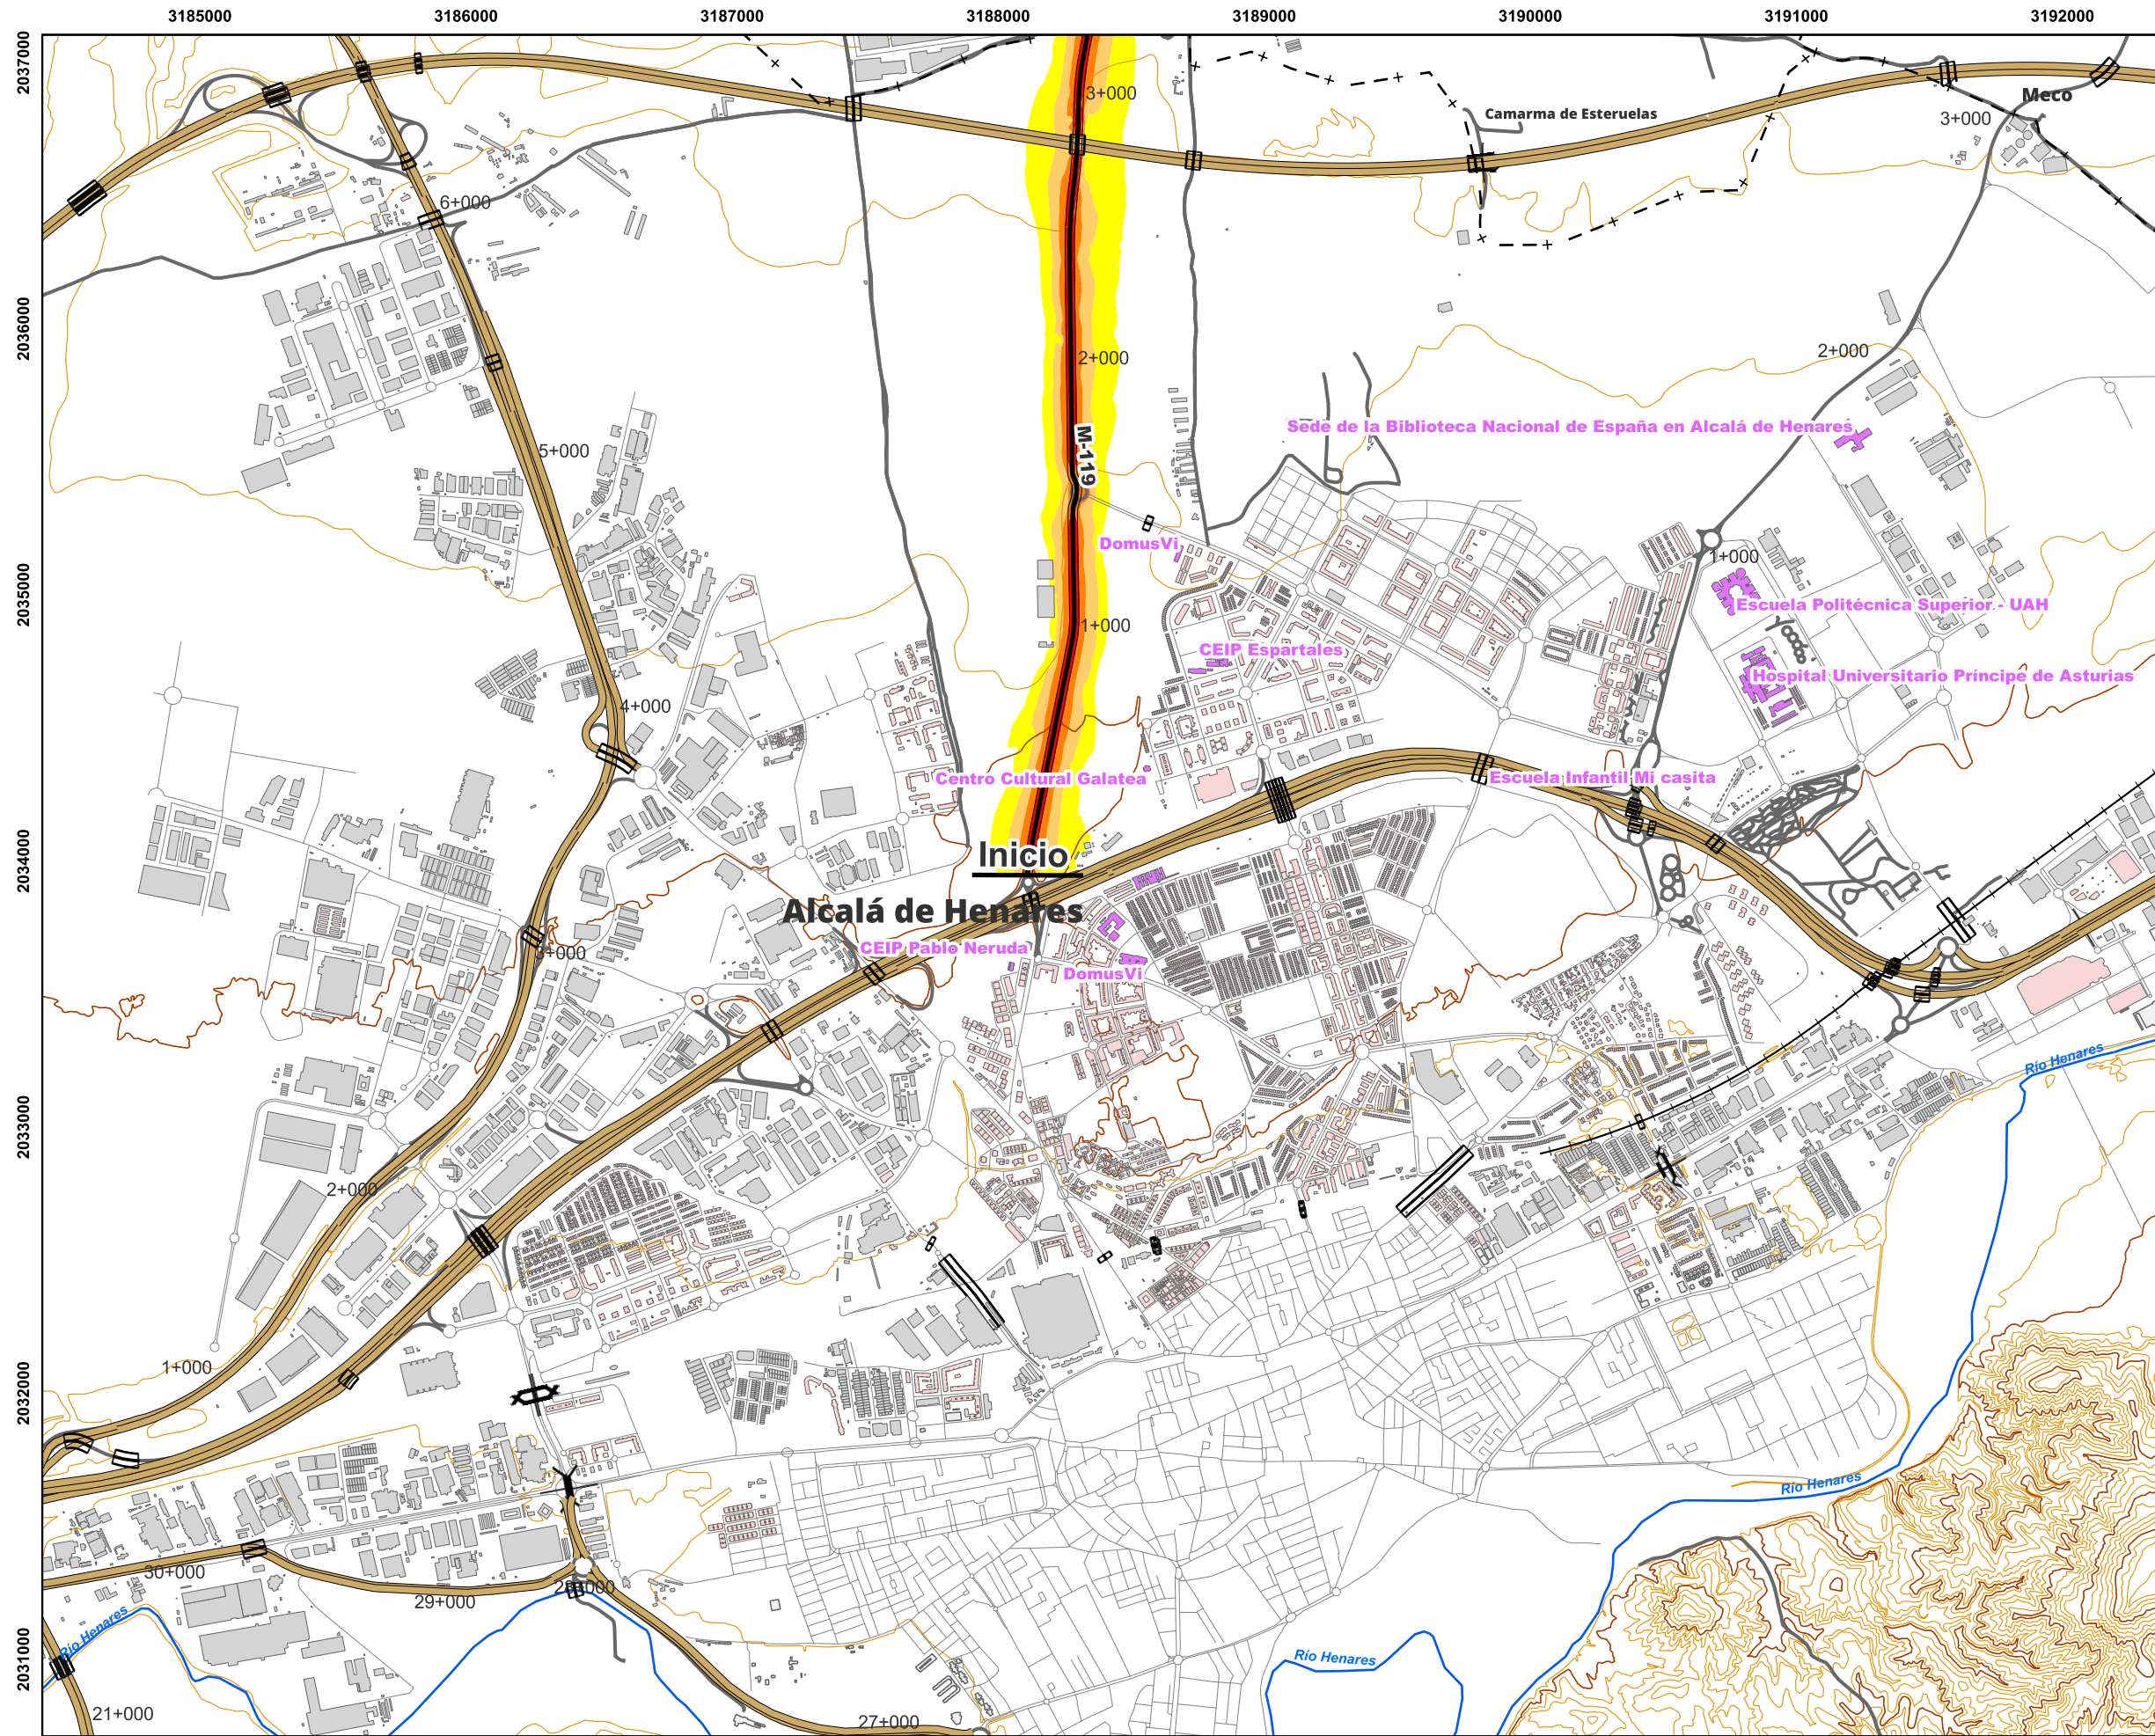 3185000 3186000 3187000 3188000 3189000 3190000 3191000 3192000
2037000
3+000
Camarma de Esteruelas
Meco
3+000
6+000
2036000
2+000
2+000
M-119
Sede de la Biblioteca Nacional de España en Alcalá de Henares
5+000
DomusVi
1+000
2035000
Escuela Politécnica Superior - UAH
1+000
CEIP Espartales
Hospital Universitario Príncipe de Asturias
4+000
Centro Cultural Galatea
Escuela Infantil Mi casita
2034000
Inicio
Alcalá de Henares
CEIP Pablo Neruda
3+000
DomusVi
Río Henares
2033000
2+000
1+000
2032000
Río Henares
30+000
28+000
29+000
Río Henares
Río Henares
2031000
21+000
27+000